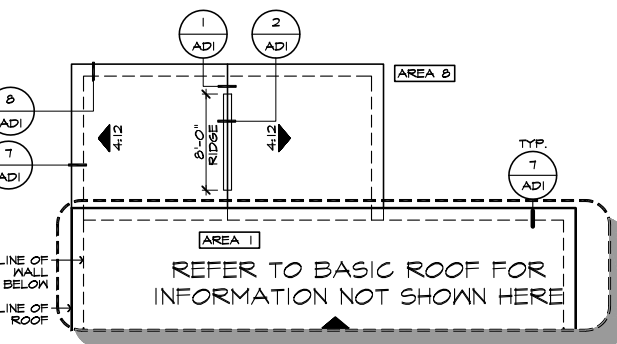 1
ADI
2
ADI
AREA 8
8
ADI
4:12
8'-0"
RIDGE
4:12
7
ADI
TYP.
7
ADI
AREA 1
LINE OF
WALL
BELOW
REFER TO BASIC ROOF FOR
INFORMATION NOT SHOWN HERE
LINE OF
ROOF